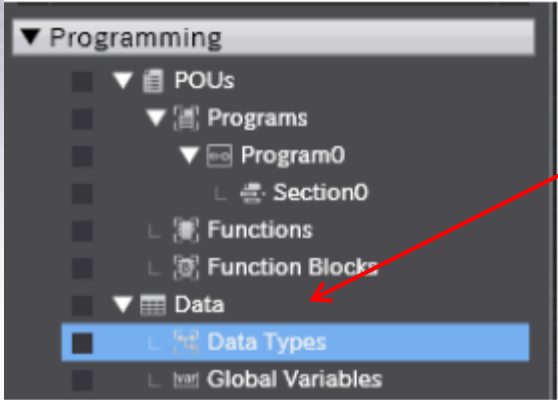 Programming
POUs
Programs
Program0
Section0
Functions
Function Blocks
Data
Data Types
Global Variables